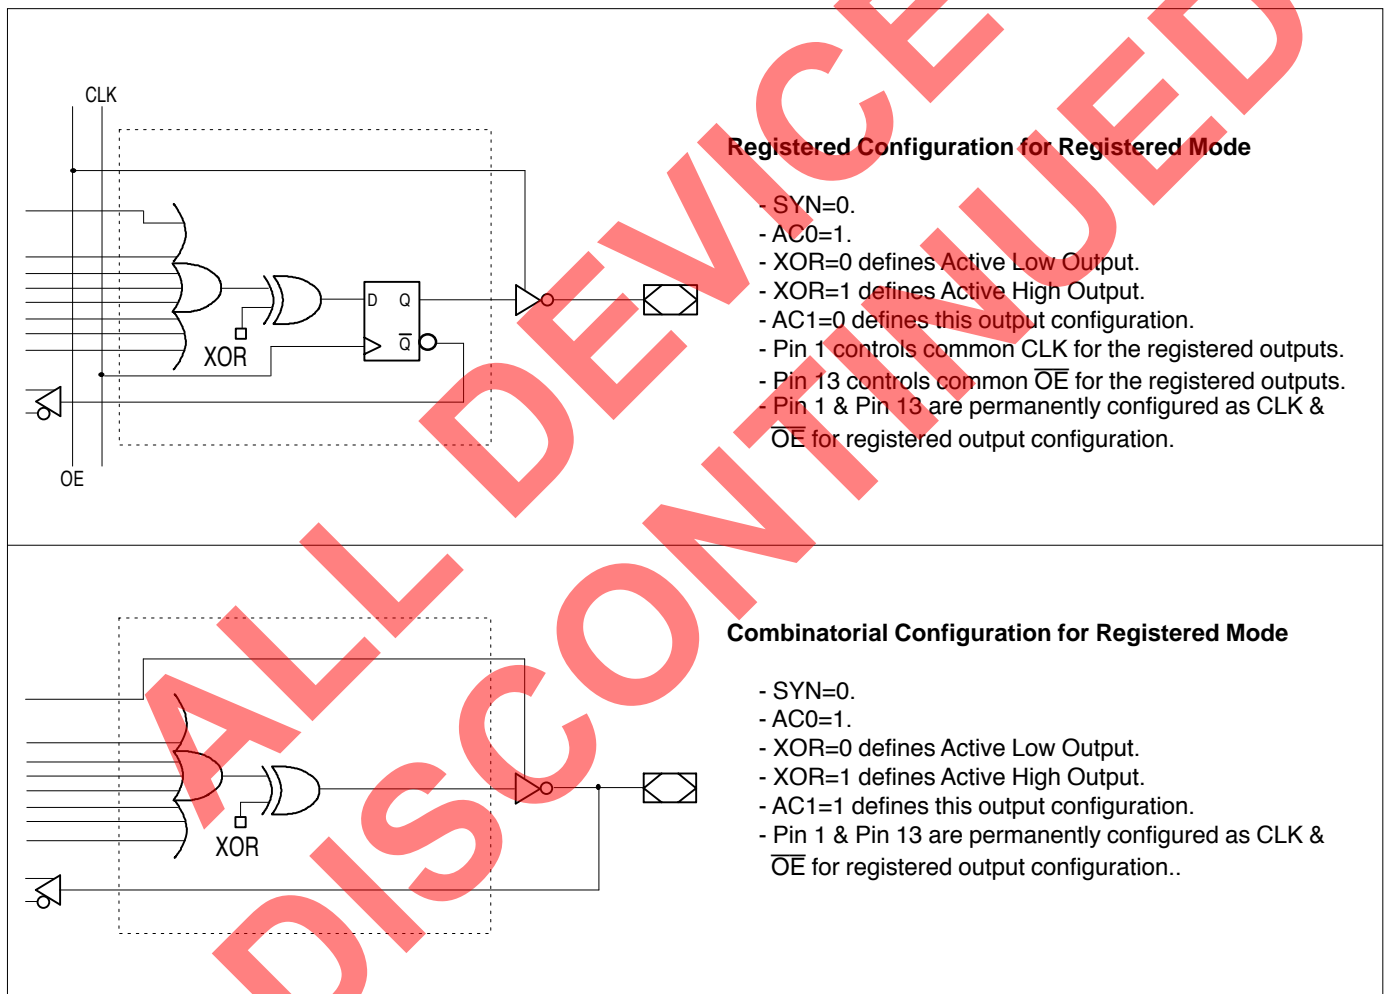 CLK
Registered Configuration for Registered Mode
- SYN=0.
- AC0=1.
- XOR=0 defines Active Low Output.
- XOR=1 defines Active High Output.
- AC1=0 defines this output configuration.
- Pin 1 controls common CLK for the registered outputs.
- Pin 13 controls common O̅E̅ for the registered outputs.
- Pin 1 & Pin 13 are permanently configured as CLK &
O̅E̅ for registered output configuration.
D Q
Q̅
XOR
OE
Combinatorial Configuration for Registered Mode
- SYN=0.
- AC0=1.
- XOR=0 defines Active Low Output.
- XOR=1 defines Active High Output.
- AC1=1 defines this output configuration.
- Pin 1 & Pin 13 are permanently configured as CLK &
O̅E̅ for registered output configuration..
XOR
ALL DEVICE
DISCONTINUED